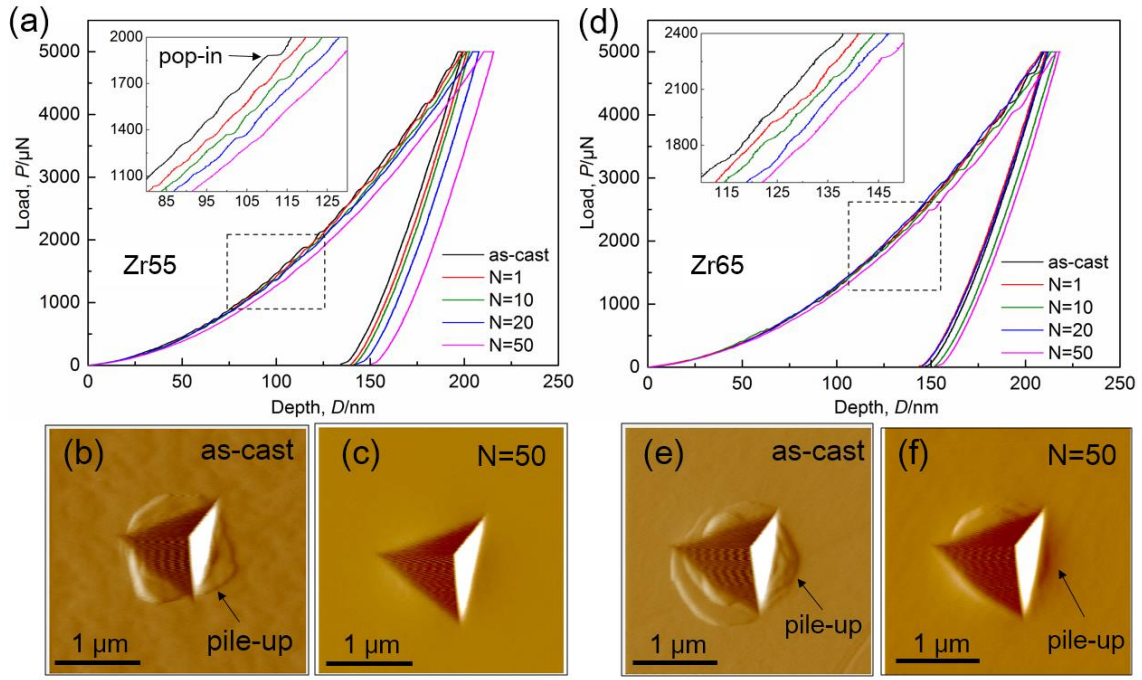 (a)
5000
4000
3000
2000
1000
0
Load, P/μN
2000
1700
1400
1100
85 95 105 115 125
pop-in
Zr55
as-cast
N=1
N=10
N=20
N=50
0 50 100 150 200 250
Depth, D/nm
(d)
5000
4000
3000
2000
1000
0
Load, P/μN
2400
2100
1800
115 125 135 145
Zr65
as-cast
N=1
N=10
N=20
N=50
0 50 100 150 200 250
Depth, D/nm
(b) as-cast
pile-up
1 μm
(c) N=50
1 μm
(e) as-cast
pile-up
1 μm
(f) N=50
pile-up
1 μm